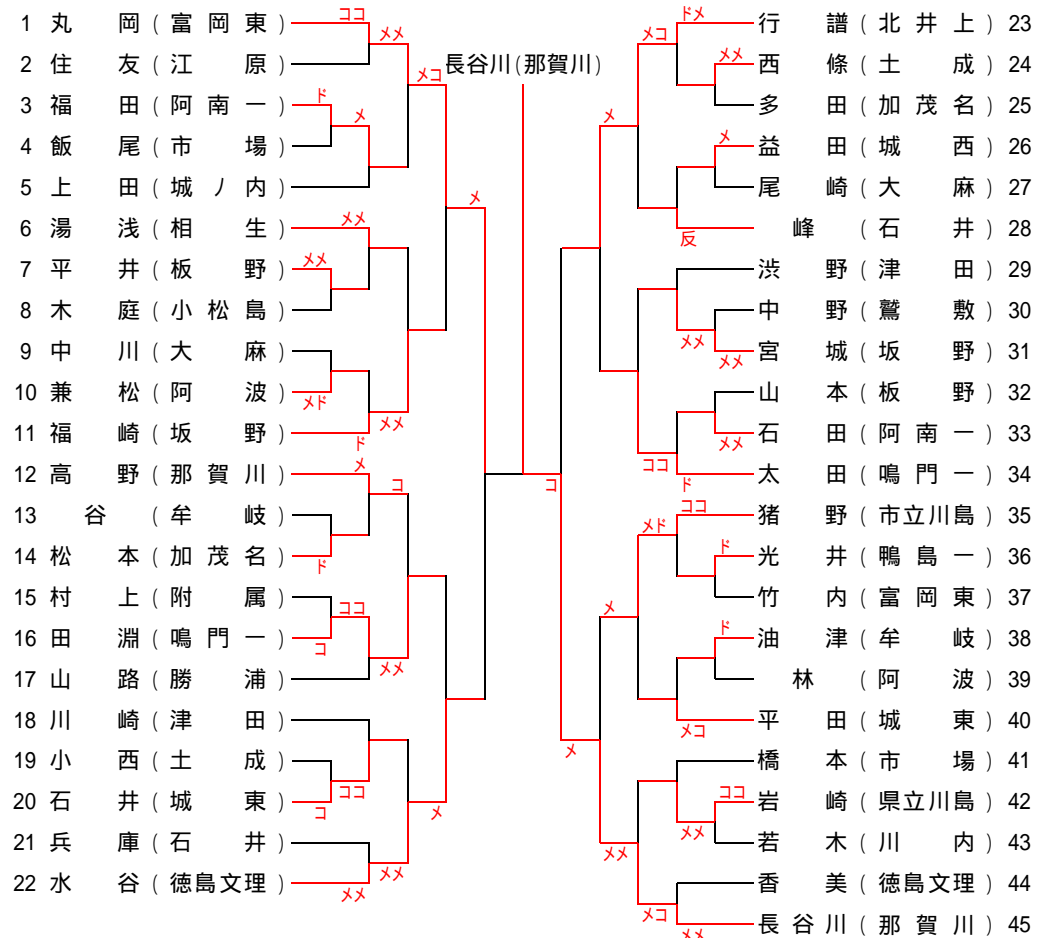 ココ
ドメ
1 丸岡(富岡東)
行譜(北井上) 23
メメ
メコ
2 住友(江原)
長谷川(那賀川)
メメ
西條(土成) 24
メコ
3 福田(阿南一)
ド
多田(加茂名) 25
メ
メ
4 飯尾(市場)
メ
益田(城西) 26
5 上田(城ノ内)
尾崎(大麻) 27
メ
6 湯浅(相生)
メメ
峰(石井) 28
反
7 平井(板野)
メメ
渋野(津田) 29
8 木庭(小松島)
中野(鷲敷) 30
メメ
9 中川(大麻)
宮城(坂野) 31
メメ
10 兼松(阿波)
メド
山本(板野) 32
11 福崎(坂野)
メメ
ド
石田(阿南一) 33
メメ
12 高野(那賀川)
メ
コ
コ
ココ
太田(鳴門一) 34
ド
13 谷(牟岐)
ココ
猪野(市立川島) 35
メド
14 松本(加茂名)
ド
ド
光井(鴨島一) 36
15 村上(附属)
ココ
メ
竹内(富岡東) 37
16 田淵(鳴門一)
コ
ド
油津(牟岐) 38
17 山路(勝浦)
メメ
林(阿波) 39
18 川崎(津田)
平田(城東) 40
メコ
19 小西(土成)
メ
橋本(市場) 41
20 石井(城東)
ココ
コ
メ
ココ
岩崎(県立川島) 42
メメ
21 兵庫(石井)
メメ
若木(川内) 43
22 水谷(徳島文理)
メメ
メメ
香美(徳島文理) 44
メコ
長谷川(那賀川) 45
メメ